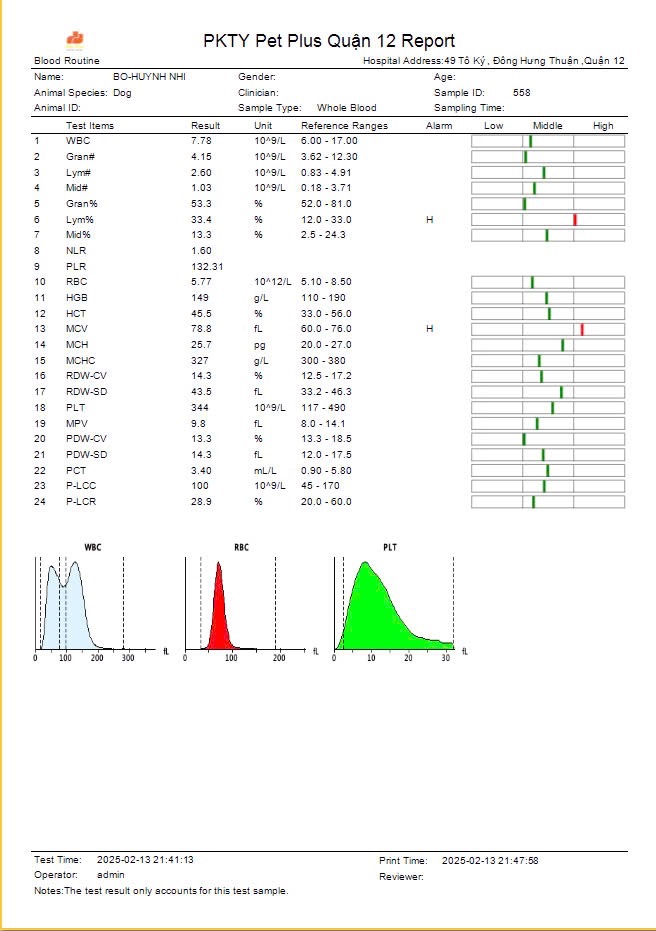 PKTY Pet Plus Quận 12 Report
Blood Routine Hospital Address:49 Tô Ký , Đông Hưng Thuận ,Quận 12
Name: BO-HUYNH NHI Gender: Age:
Animal Species: Dog Clinician: Sample ID: 558
Animal ID: Sample Type: Whole Blood Sampling Time:
Test Items Result Unit Reference Ranges Alarm Low Middle High
1 WBC 7.78 10^9/L 6.00 - 17.00
2 Gran# 4.15 10^9/L 3.62 - 12.30
3 Lym# 2.60 10^9/L 0.83 - 4.91
4 Mid# 1.03 10^9/L 0.18 - 3.71
5 Gran% 53.3 % 52.0 - 81.0
6 Lym% 33.4 % 12.0 - 33.0 H
7 Mid% 13.3 % 2.5 - 24.3
8 NLR 1.60
9 PLR 132.31
10 RBC 5.77 10^12/L 5.10 - 8.50
11 HGB 149 g/L 110 - 190
12 HCT 45.5 % 33.0 - 56.0
13 MCV 78.8 fL 60.0 - 76.0 H
14 MCH 25.7 pg 20.0 - 27.0
15 MCHC 327 g/L 300 - 380
16 RDW-CV 14.3 % 12.5 - 17.2
17 RDW-SD 43.5 fL 33.2 - 46.3
18 PLT 344 10^9/L 117 - 490
19 MPV 9.8 fL 8.0 - 14.1
20 PDW-CV 13.3 % 13.3 - 18.5
21 PDW-SD 14.3 fL 12.0 - 17.5
22 PCT 3.40 mL/L 0.90 - 5.80
23 P-LCC 100 10^9/L 45 - 170
24 P-LCR 28.9 % 20.0 - 60.0
WBC RBC PLT
0 100 200 300 fL 0 100 200 fL 0 10 20 30 fL
Test Time: 2025-02-13 21:41:13 Print Time: 2025-02-13 21:47:58
Operator: admin Reviewer:
Notes:The test result only accounts for this test sample.